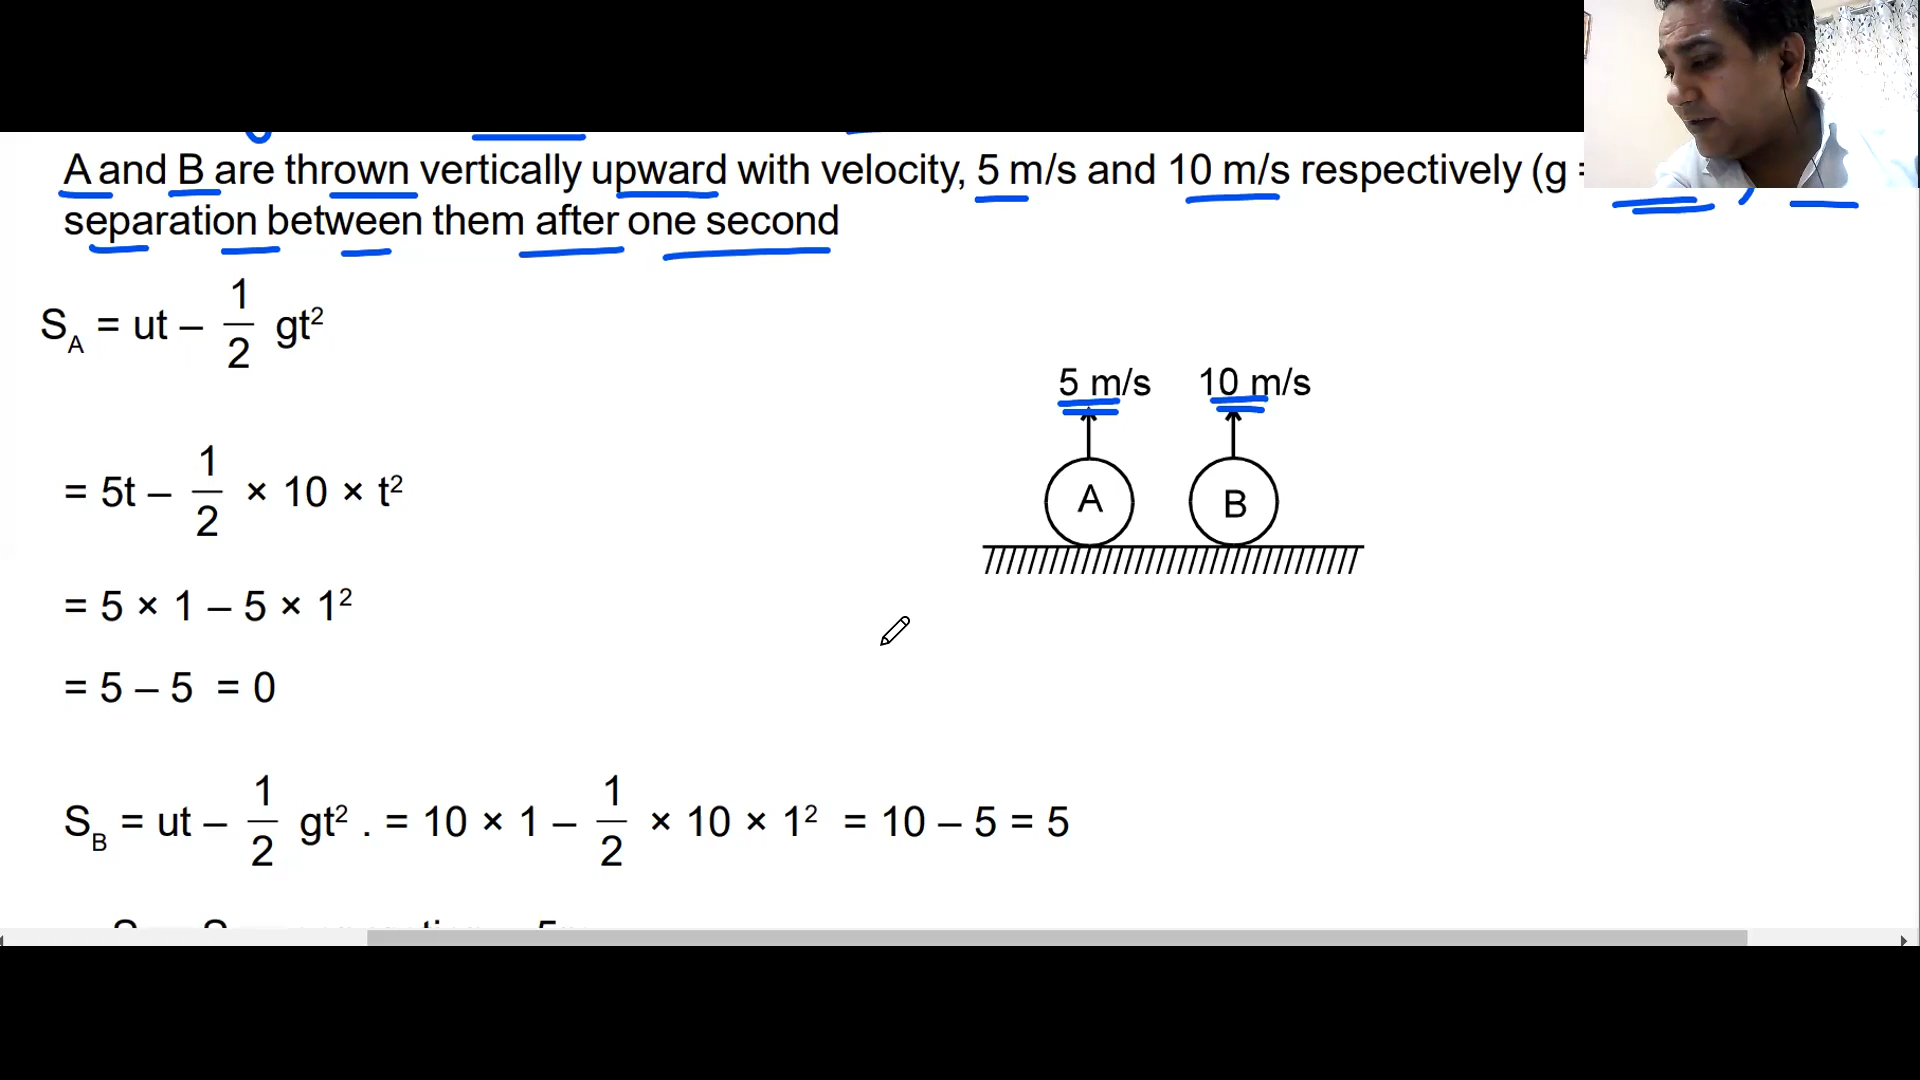 A and B are thrown vertically upward with velocity, 5 m/s and 10 m/s respectively (g =
separation between them after one second
S_A = ut – 1/2 gt²
5 m/s 10 m/s
= 5t – 1/2 × 10 × t²
A B
= 5 × 1 – 5 × 1²
= 5 – 5 = 0
S_B = ut – 1/2 gt² . = 10 × 1 – 1/2 × 10 × 1² = 10 – 5 = 5